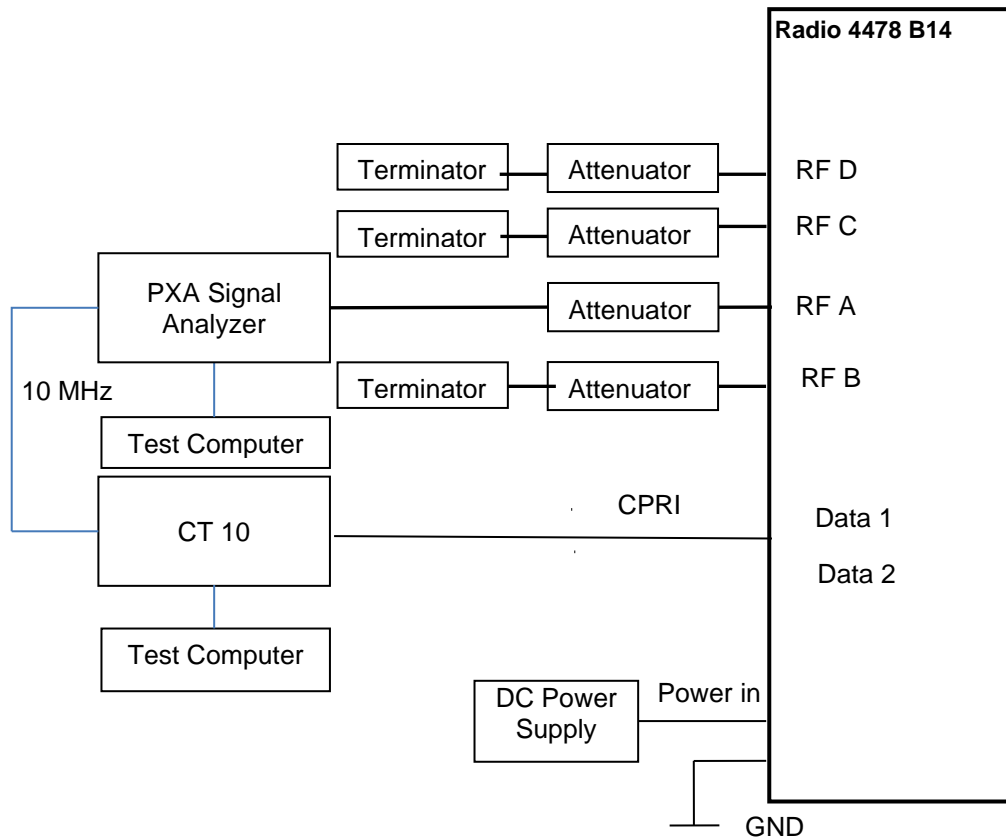 Radio 4478 B14
Terminator
Attenuator
RF D
Terminator
Attenuator
RF C
PXA Signal
Analyzer
Attenuator
RF A
10 MHz
Terminator
Attenuator
RF B
Test Computer
CT 10
CPRI
Data 1
Data 2
Test Computer
DC Power
Supply
Power in
GND